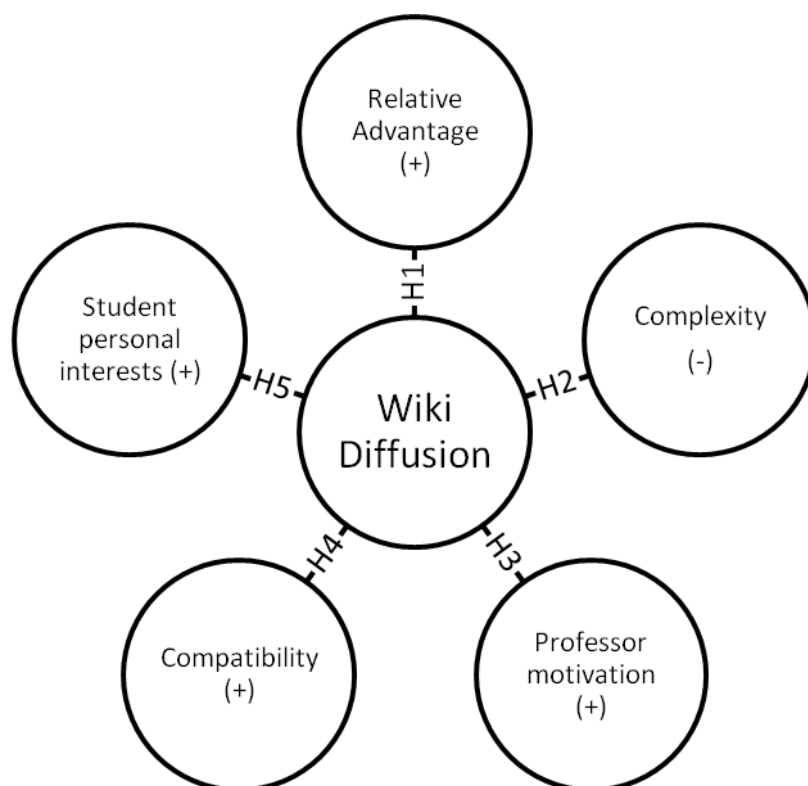 Relative
Advantage
(+)
H1
Student
personal
interests (+)
H5
Wiki
Diffusion
H2
Complexity
(-)
H4
Compatibility
(+)
H3
Professor
motivation
(+)